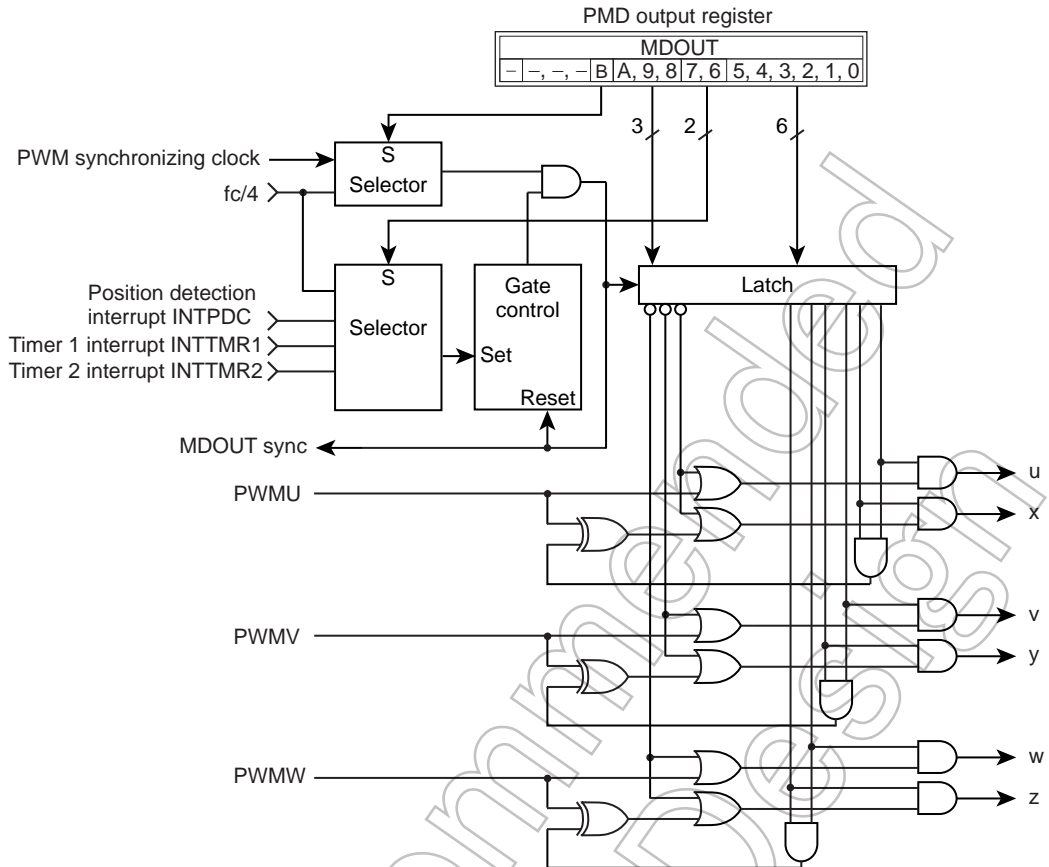 PMD output register
MDOUT
– –, –, – B A, 9, 8 7, 6 5, 4, 3, 2, 1, 0
3 2 6
PWM synchronizing clock
S
Selector
fc/4
S
Selector
Position detection
interrupt INTPDC
Timer 1 interrupt INTTMR1
Timer 2 interrupt INTTMR2
Gate
control
Set
Reset
Latch
MDOUT sync
PWMU
u
x
PWMV
v
y
PWMW
w
z
ommended
Design